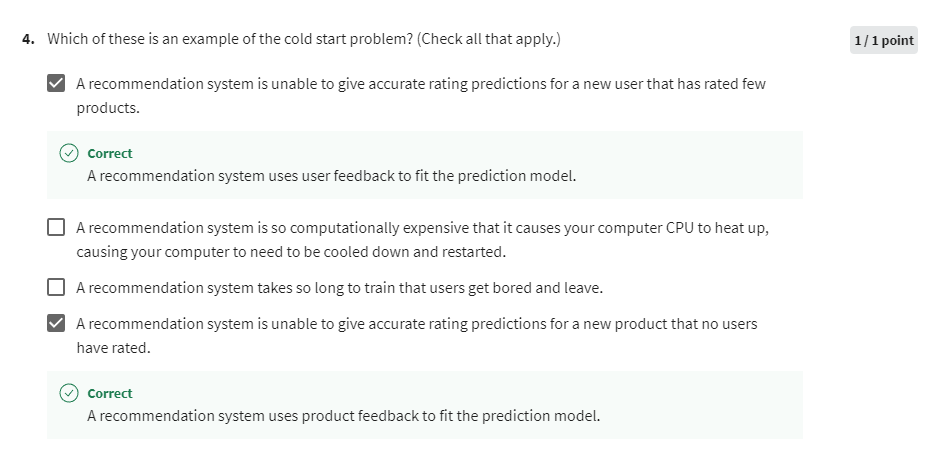 4. Which of these is an example of the cold start problem? (Check all that apply.)
1 / 1 point
A recommendation system is unable to give accurate rating predictions for a new user that has rated few
products.
Correct
A recommendation system uses user feedback to fit the prediction model.
A recommendation system is so computationally expensive that it causes your computer CPU to heat up,
causing your computer to need to be cooled down and restarted.
A recommendation system takes so long to train that users get bored and leave.
A recommendation system is unable to give accurate rating predictions for a new product that no users
have rated.
Correct
A recommendation system uses product feedback to fit the prediction model.